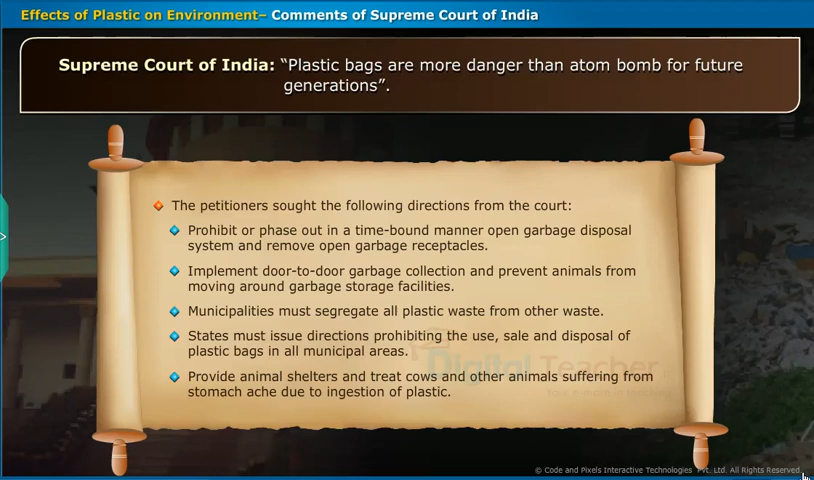 Effects of Plastic on Environment– Comments of Supreme Court of India
Supreme Court of India: “Plastic bags are more danger than atom bomb for future
generations”.
The petitioners sought the following directions from the court:
Prohibit or phase out in a time-bound manner open garbage disposal
system and remove open garbage receptacles.
Implement door-to-door garbage collection and prevent animals from
moving around garbage storage facilities.
Municipalities must segregate all plastic waste from other waste.
States must issue directions prohibiting the use, sale and disposal of
plastic bags in all municipal areas.
Digital Teacher
Provide animal shelters and treat cows and other animals suffering from
stomach ache due to ingestion of plastic.
© Code and Pixels Interactive Technologies Pvt. Ltd. All Rights Reserved